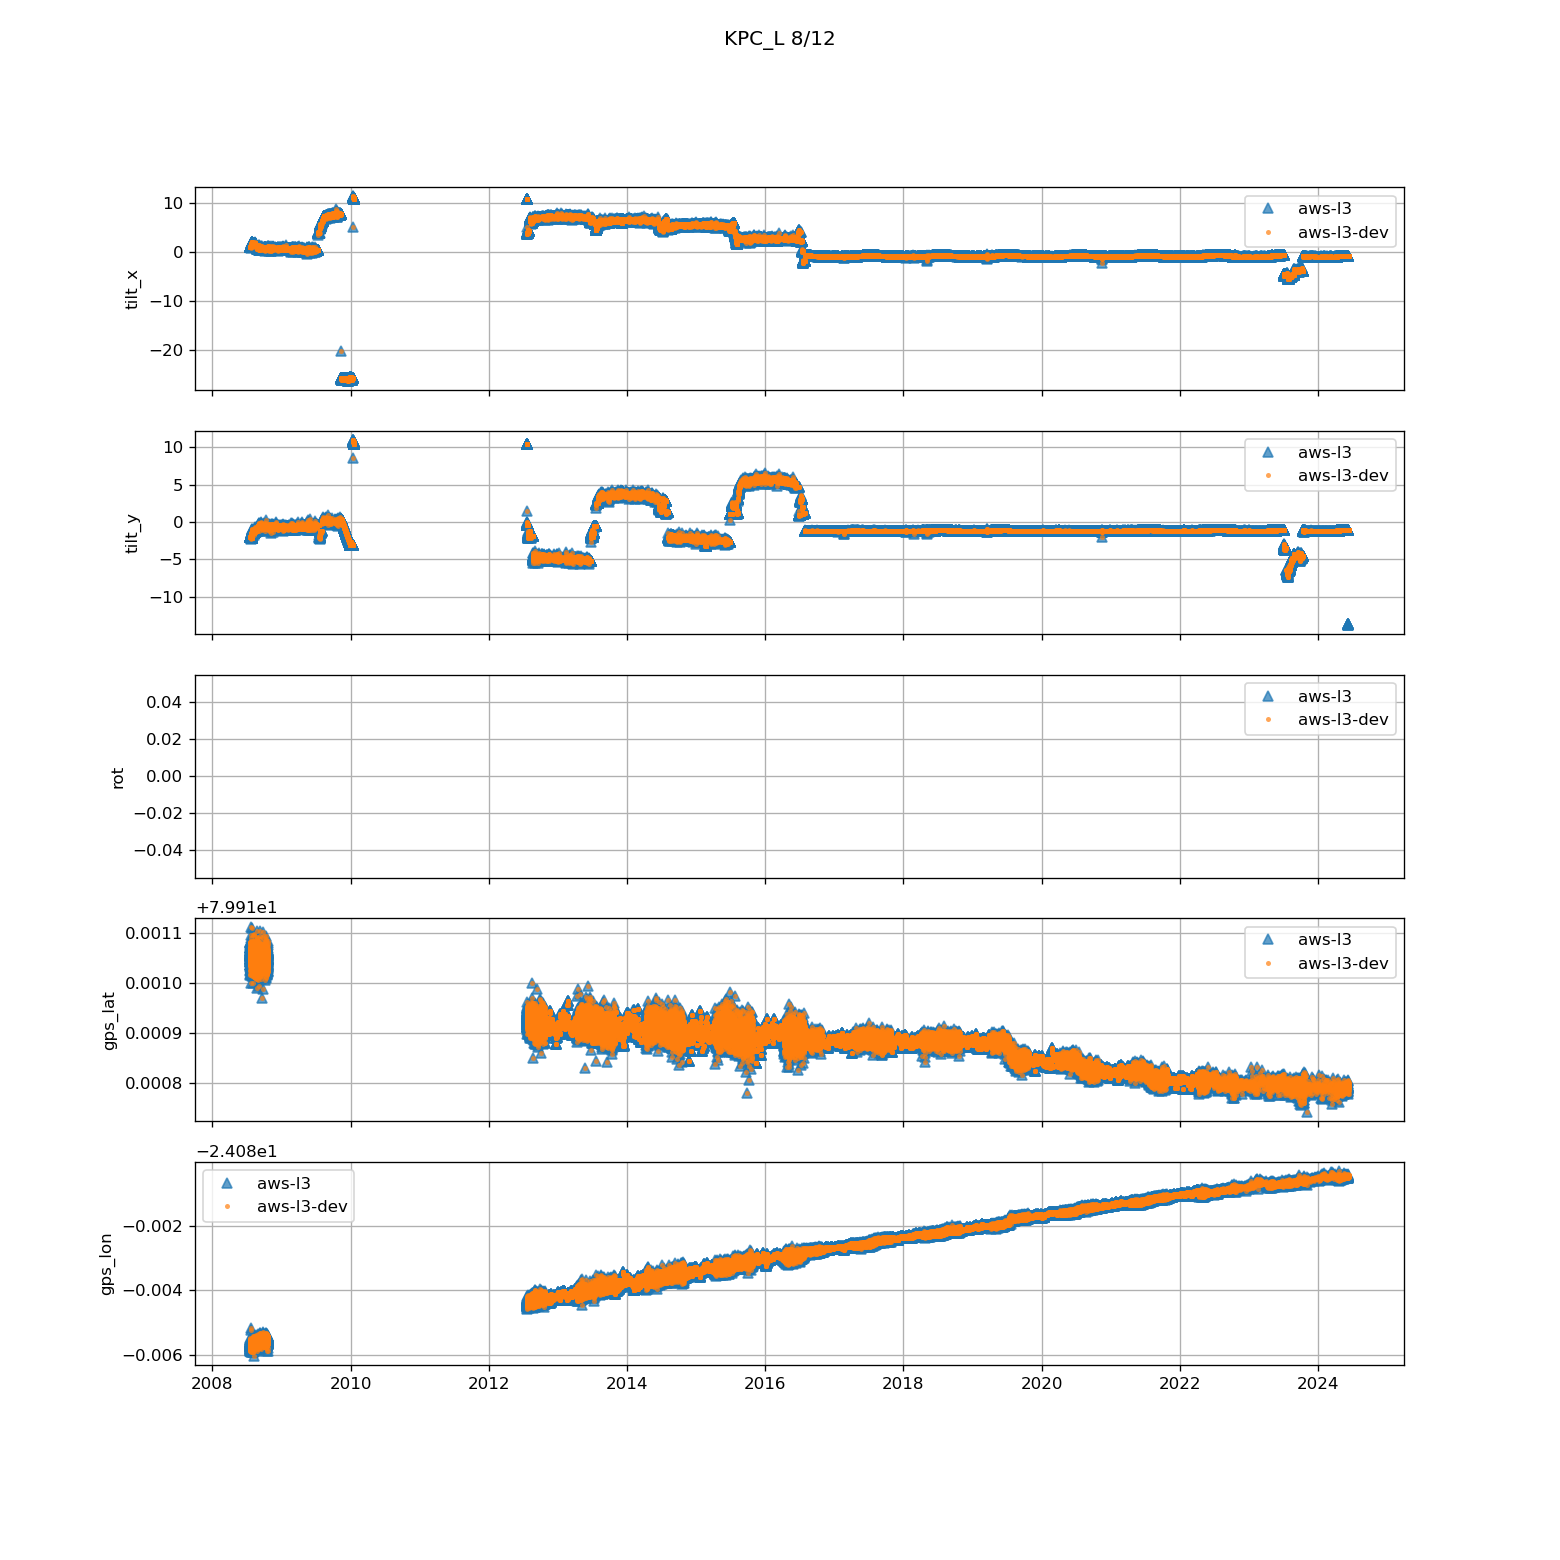 KPC_L 8/12
10
0
−10
−20
tilt_x
aws-l3
aws-l3-dev
10
5
0
−5
−10
tilt_y
aws-l3
aws-l3-dev
0.04
0.02
0.00
−0.02
−0.04
rot
aws-l3
aws-l3-dev
+7.991e1
0.0011
0.0010
0.0009
0.0008
gps_lat
aws-l3
aws-l3-dev
−2.408e1
−0.002
−0.004
−0.006
gps_lon
aws-l3
aws-l3-dev
2008 2010 2012 2014 2016 2018 2020 2022 2024